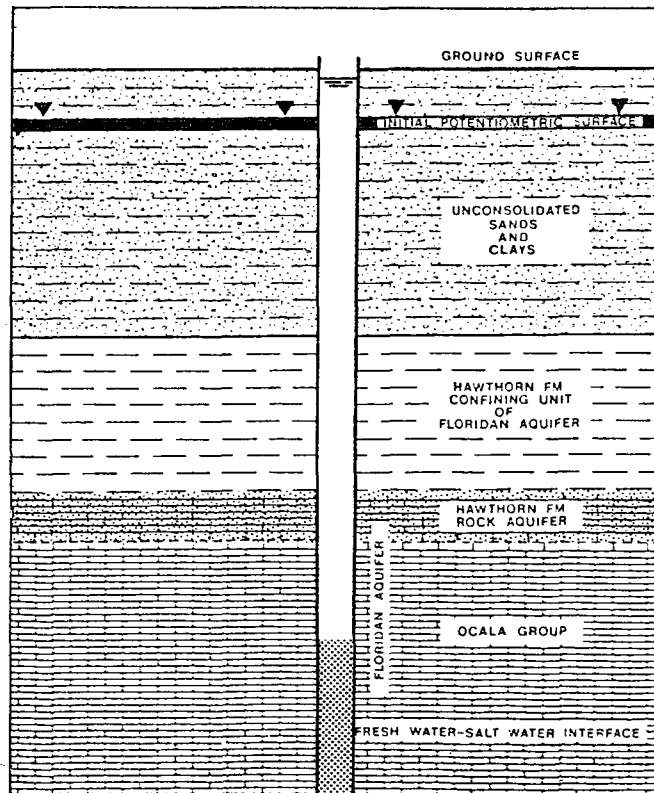 GROUND SURFACE
INITIAL POTENTIOMETRIC SURFACE
UNCONSOLIDATED
SANDS
AND
CLAYS
HAWTHORN FM
CONFINING UNIT
OF
FLORIDAN AQUIFER
HAWTHORN FM
ROCK AQUIFER
FLORIDAN AQUIFER
OCALA GROUP
FRESH WATER-SALT WATER INTERFACE